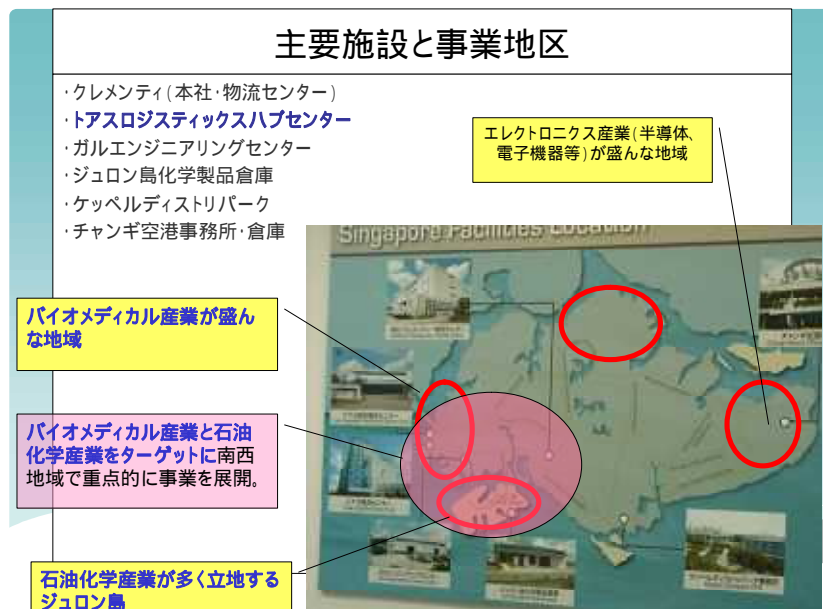 主要施設と事業地区
・クレメンティ(本社・物流センター)
・トアスロジスティックスハブセンター
・ガルエンジニアリングセンター
・ジュロン島化学製品倉庫
・ケッペルディストリパーク
・チャンギ空港事務所・倉庫
エレクトロニクス産業(半導体、
電子機器等)が盛んな地域
Singapore Facilities Location
バイオメディカル産業が盛ん
な地域
バイオメディカル産業と石油
化学産業をターゲットに南西
地域で重点的に事業を展開。
石油化学産業が多く立地する
ジュロン島